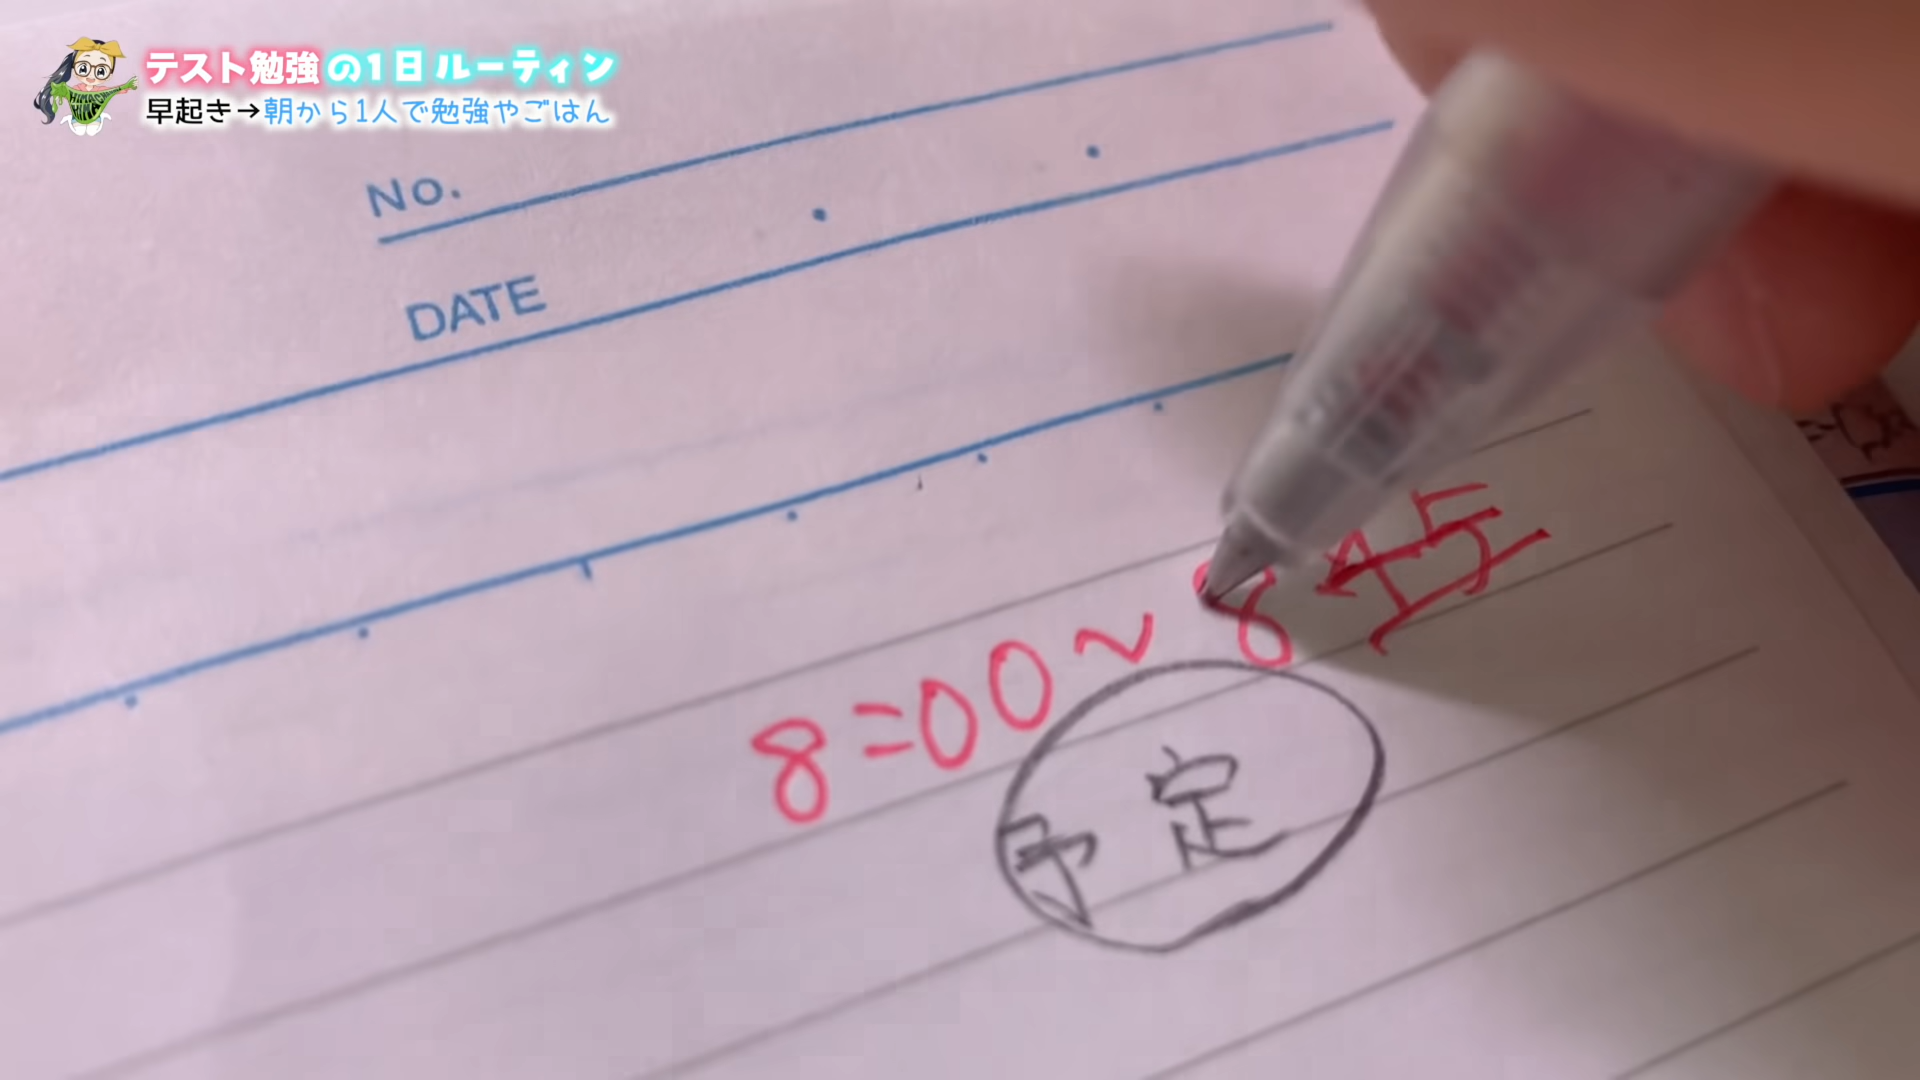 テスト勉強の1日ルーティン
早起き→朝から1人で勉強やごはん
No.
DATE
8=00~8
予定